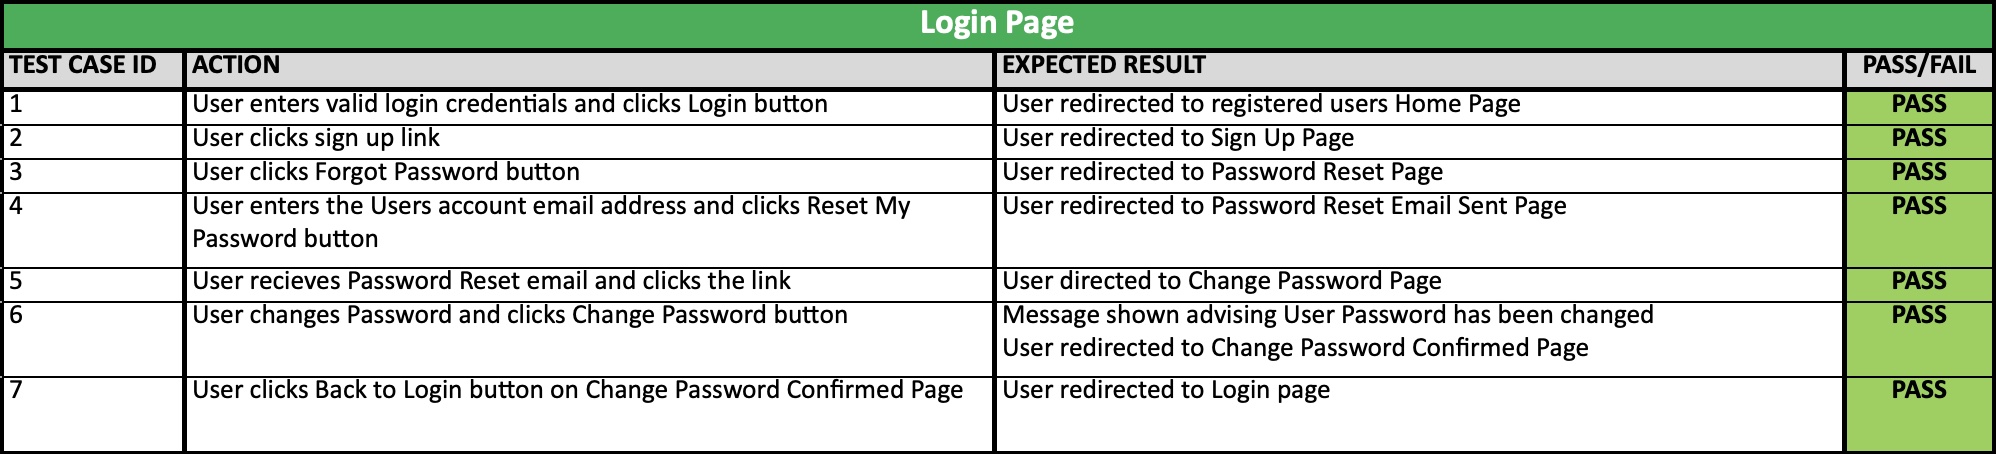 Login Page
TEST CASE ID ACTION EXPECTED RESULT PASS/FAIL
1 User enters valid login credentials and clicks Login button User redirected to registered users Home Page PASS
2 User clicks sign up link User redirected to Sign Up Page PASS
3 User clicks Forgot Password button User redirected to Password Reset Page PASS
4 User enters the Users account email address and clicks Reset My User redirected to Password Reset Email Sent Page PASS
Password button
5 User recieves Password Reset email and clicks the link User directed to Change Password Page PASS
6 User changes Password and clicks Change Password button Message shown advising User Password has been changed PASS
User redirected to Change Password Confirmed Page
7 User clicks Back to Login button on Change Password Confirmed Page User redirected to Login page PASS